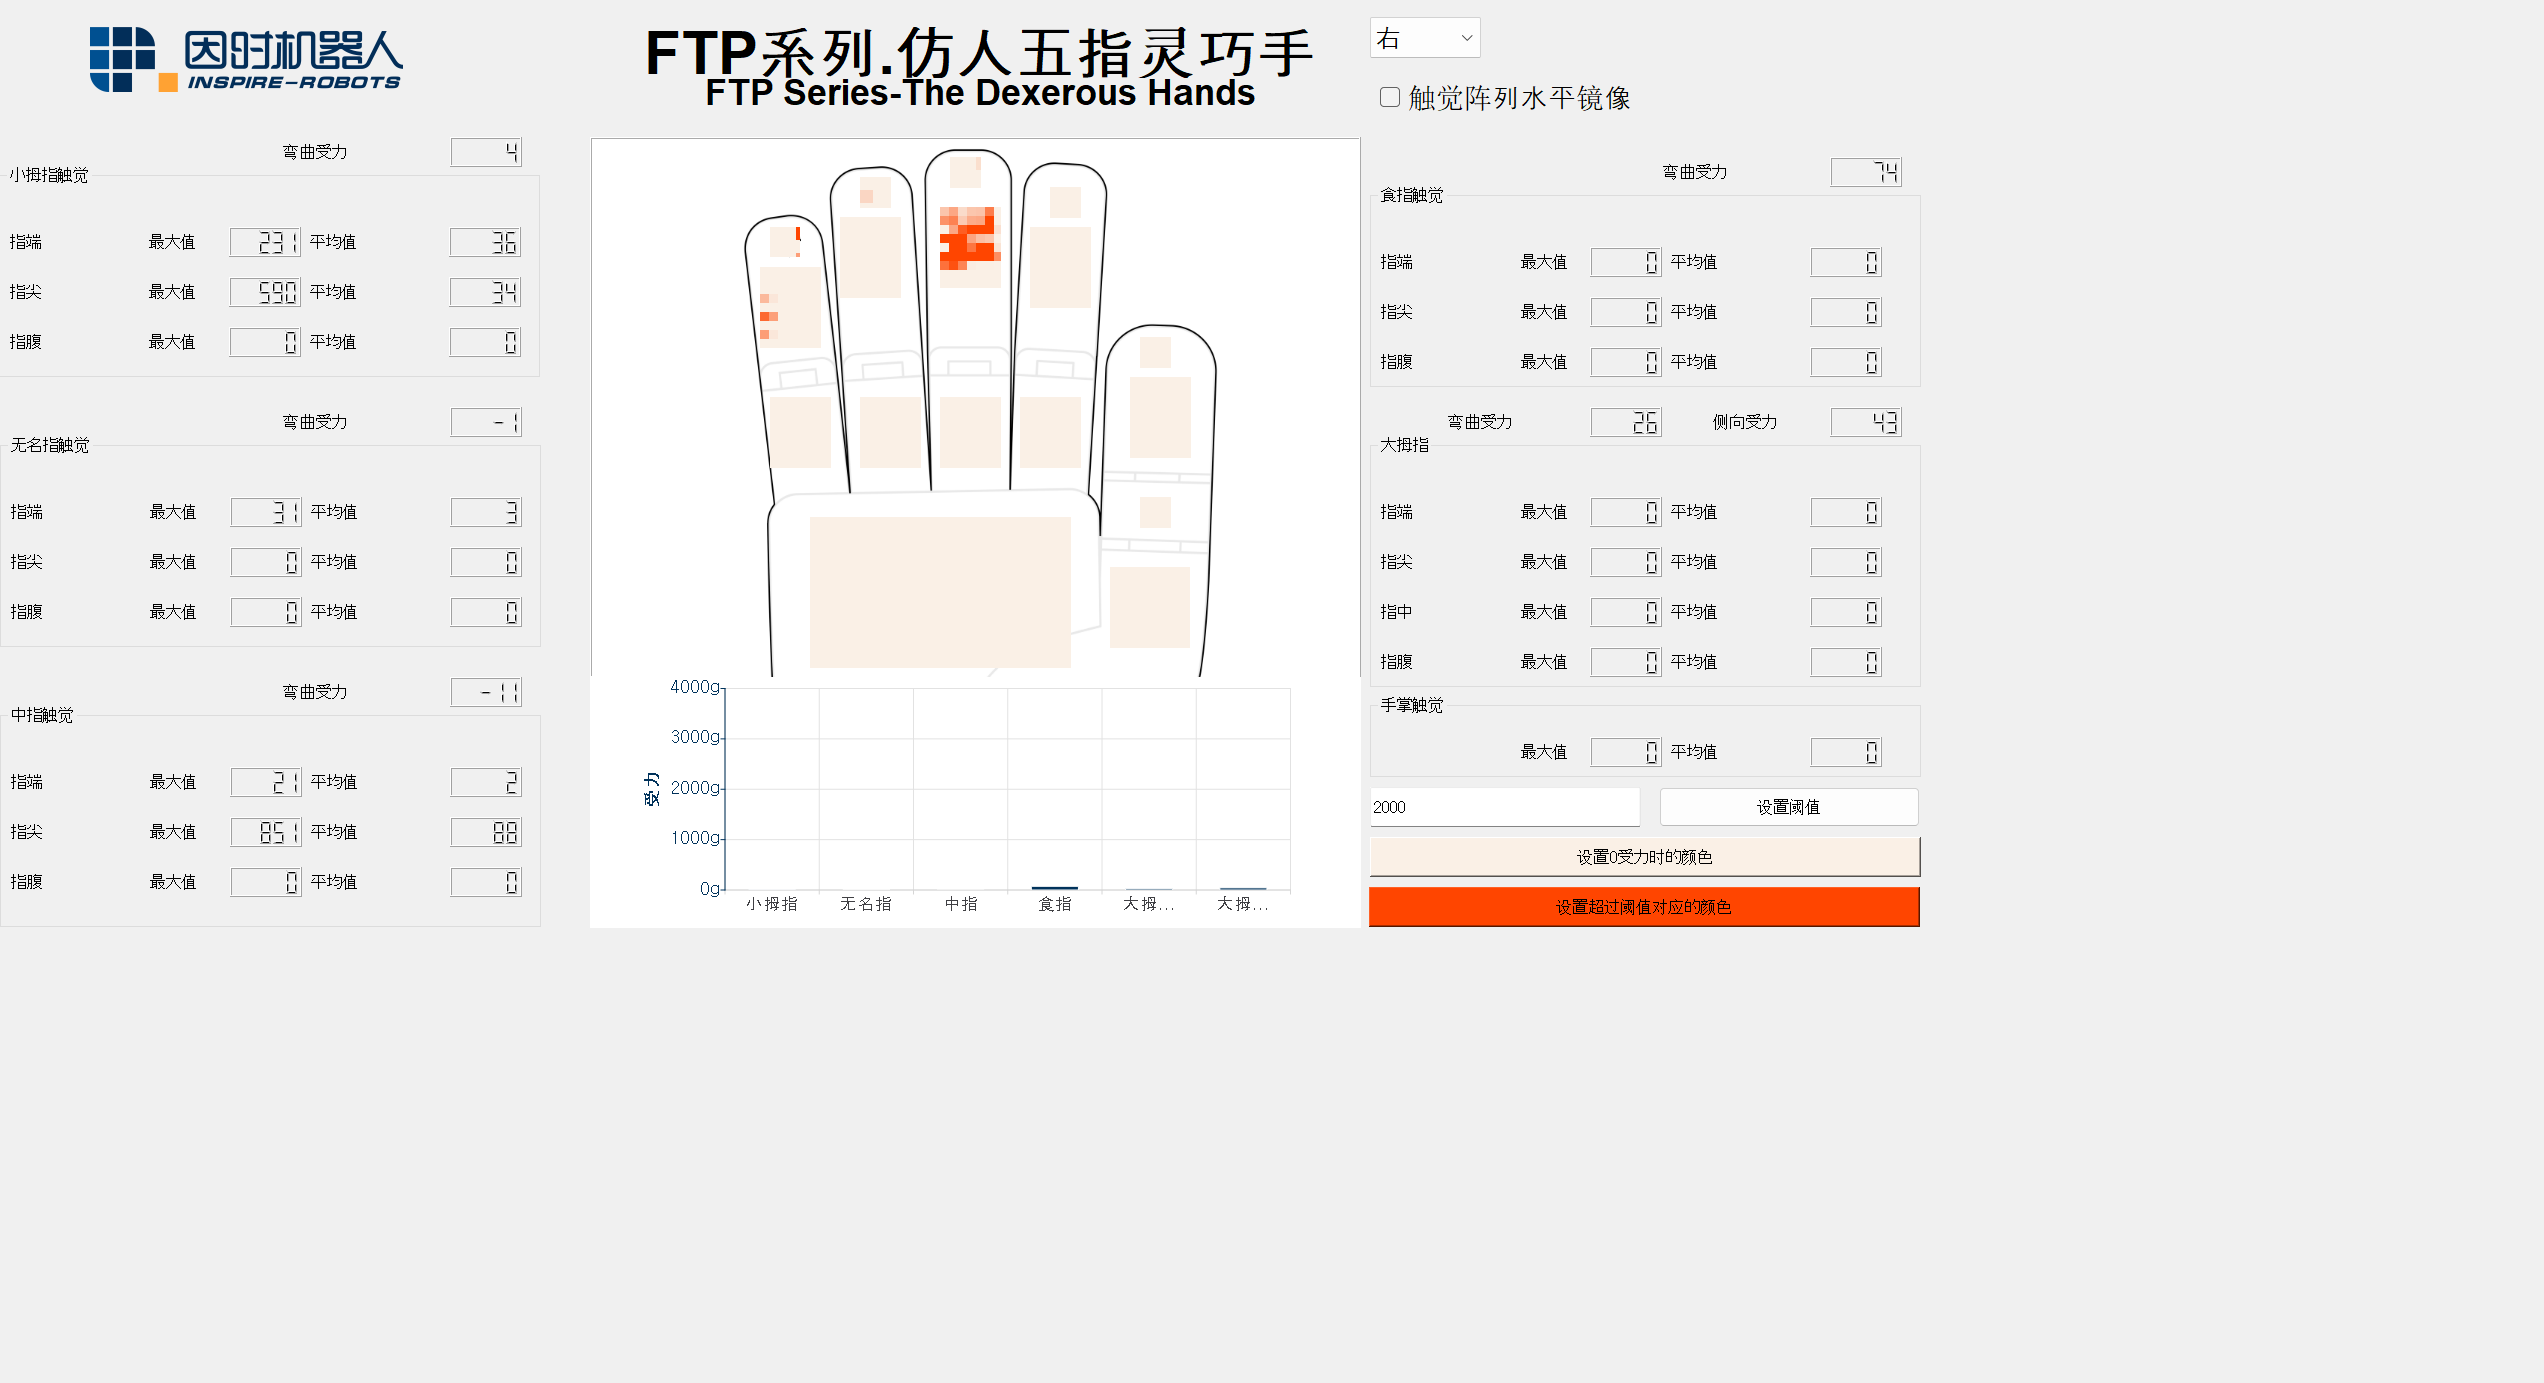 因时机器人
INSPIRE-ROBOTS
FTP系列.仿人五指灵巧手
FTP Series-The Dexerous Hands
右
触觉阵列水平镜像
弯曲受力 4
小拇指触觉
指端 最大值 231 平均值 36
指尖 最大值 590 平均值 34
指腹 最大值 0 平均值 0
弯曲受力 -1
无名指触觉
指端 最大值 31 平均值 3
指尖 最大值 0 平均值 0
指腹 最大值 0 平均值 0
弯曲受力 -11
中指触觉
指端 最大值 21 平均值 2
指尖 最大值 851 平均值 88
指腹 最大值 0 平均值 0
4000g
3000g
2000g
1000g
0g
受力
小拇指 无名指 中指 食指 大拇... 大拇...
弯曲受力 74
食指触觉
指端 最大值 0 平均值 0
指尖 最大值 0 平均值 0
指腹 最大值 0 平均值 0
弯曲受力 26 侧向受力 43
大拇指
指端 最大值 0 平均值 0
指尖 最大值 0 平均值 0
指中 最大值 0 平均值 0
指腹 最大值 0 平均值 0
手掌触觉
最大值 0 平均值 0
2000 设置阈值
设置0受力时的颜色
设置超过阈值对应的颜色